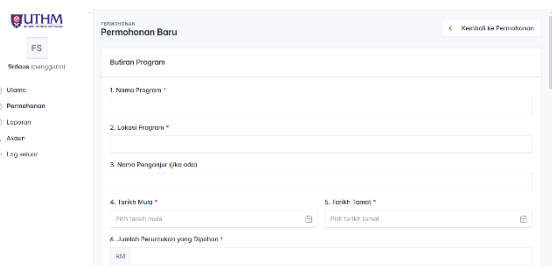 UTHM
FS
firdaus (pengguna)
Utama
Permohonan
Laporan
Akaun
Log keluar
PERMOHONAN
Permohonan Baru
← Kembali ke Permohonan
Butiran Program
1. Nama Program *
2. Lokasi Program *
3. Nama Penganjur (jika ada)
4. Tarikh Mula *
5. Tarikh Tamat *
Pilih tarikh mula
Pilih tarikh tamat
6. Jumlah Peruntukan yang Dipohon *
RM